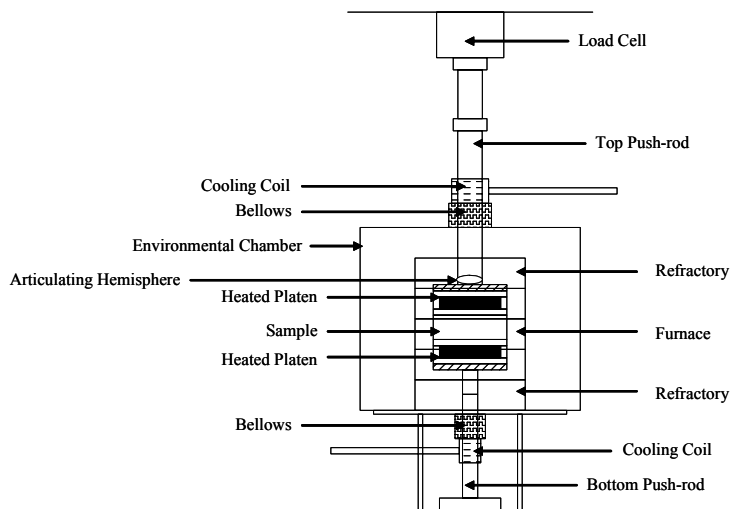 Load Cell
Top Push-rod
Cooling Coil
Bellows
Environmental Chamber
Articulating Hemisphere
Refractory
Heated Platen
Sample
Furnace
Heated Platen
Refractory
Bellows
Cooling Coil
Bottom Push-rod